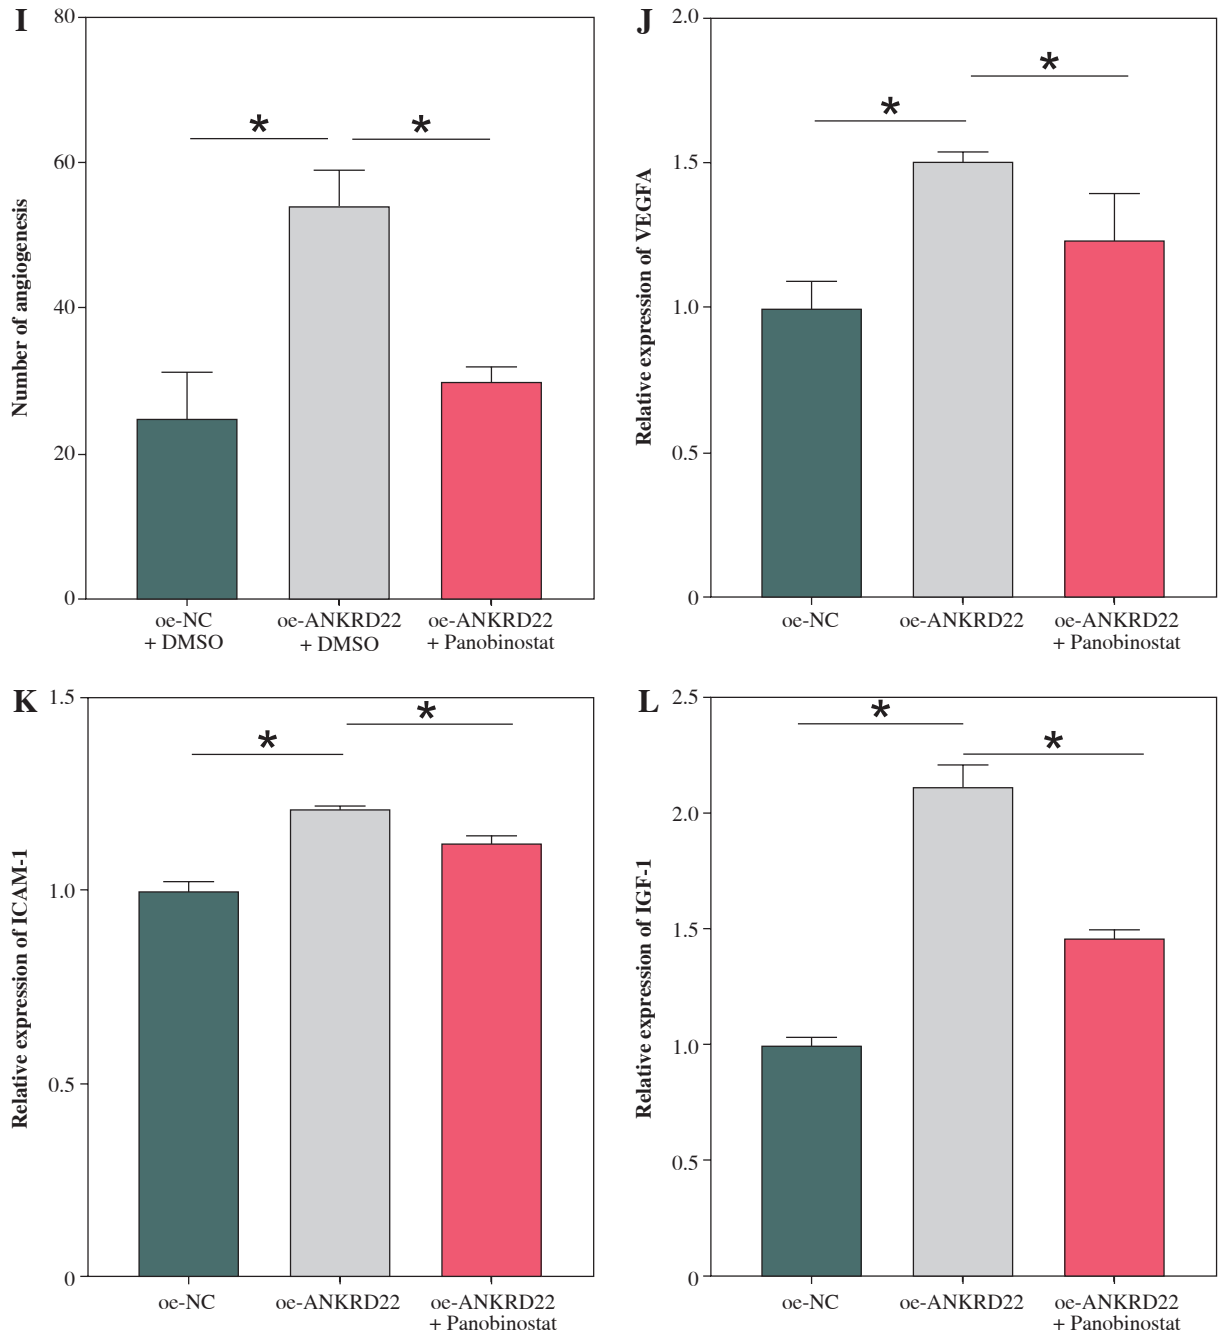 I
80
60
40
20
0
Number of angiogenesis
*
*
oe-NC
+ DMSO
oe-ANKRD22
+ DMSO
oe-ANKRD22
+ Panobinostat
J
2.0
1.5
1.0
0.5
0
Relative expression of VEGFA
*
*
oe-NC
oe-ANKRD22
oe-ANKRD22
+ Panobinostat
K
1.5
1.0
0.5
0
Relative expression of ICAM-1
*
*
oe-NC
oe-ANKRD22
oe-ANKRD22
+ Panobinostat
L
2.5
2.0
1.5
1.0
0.5
0
Relative expression of IGF-1
*
*
oe-NC
oe-ANKRD22
oe-ANKRD22
+ Panobinostat